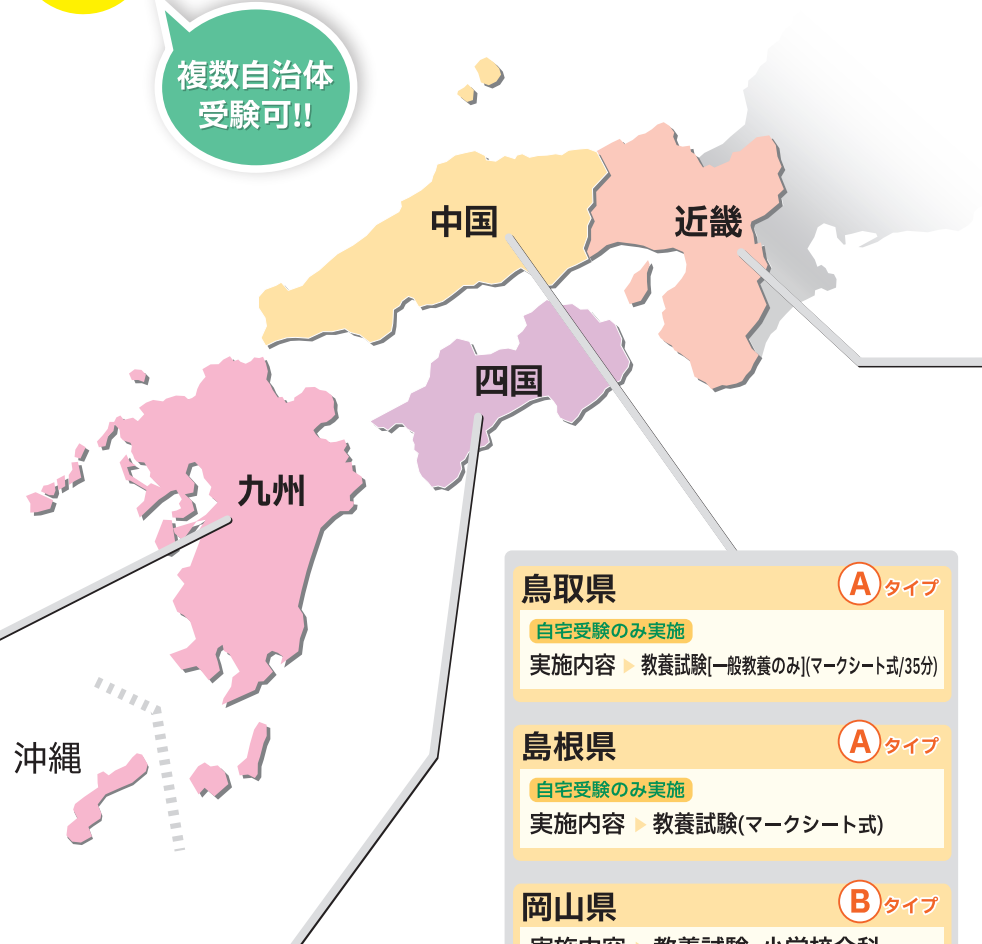 複数自治体
受験可!!
中国
近畿
四国
九州
沖縄
鳥取県
Aタイプ
自宅受験のみ実施
実施内容 ▶ 教養試験[一般教養のみ](マークシート式/35分)
島根県
Aタイプ
自宅受験のみ実施
実施内容 ▶ 教養試験(マークシート式)
岡山県
Bタイプ